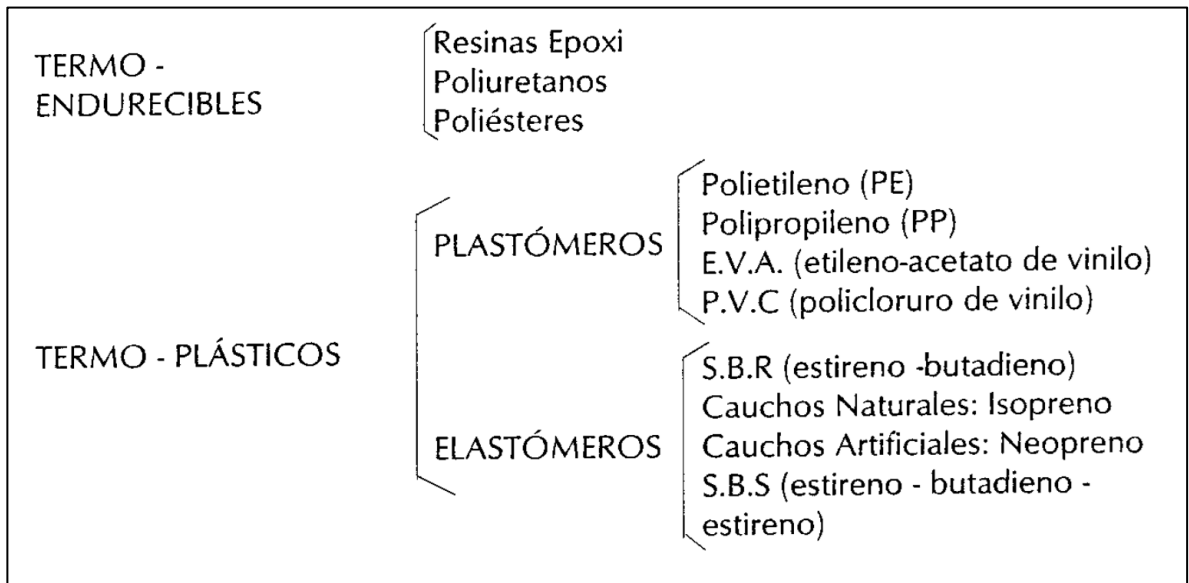 TERMO -
ENDURECIBLES
Resinas Epoxi
Poliuretanos
Poliésteres
TERMO - PLÁSTICOS
PLASTÓMEROS
Polietileno (PE)
Polipropileno (PP)
E.V.A. (etileno-acetato de vinilo)
P.V.C (policloruro de vinilo)
ELASTÓMEROS
S.B.R (estireno -butadieno)
Cauchos Naturales: Isopreno
Cauchos Artificiales: Neopreno
S.B.S (estireno - butadieno -
estireno)